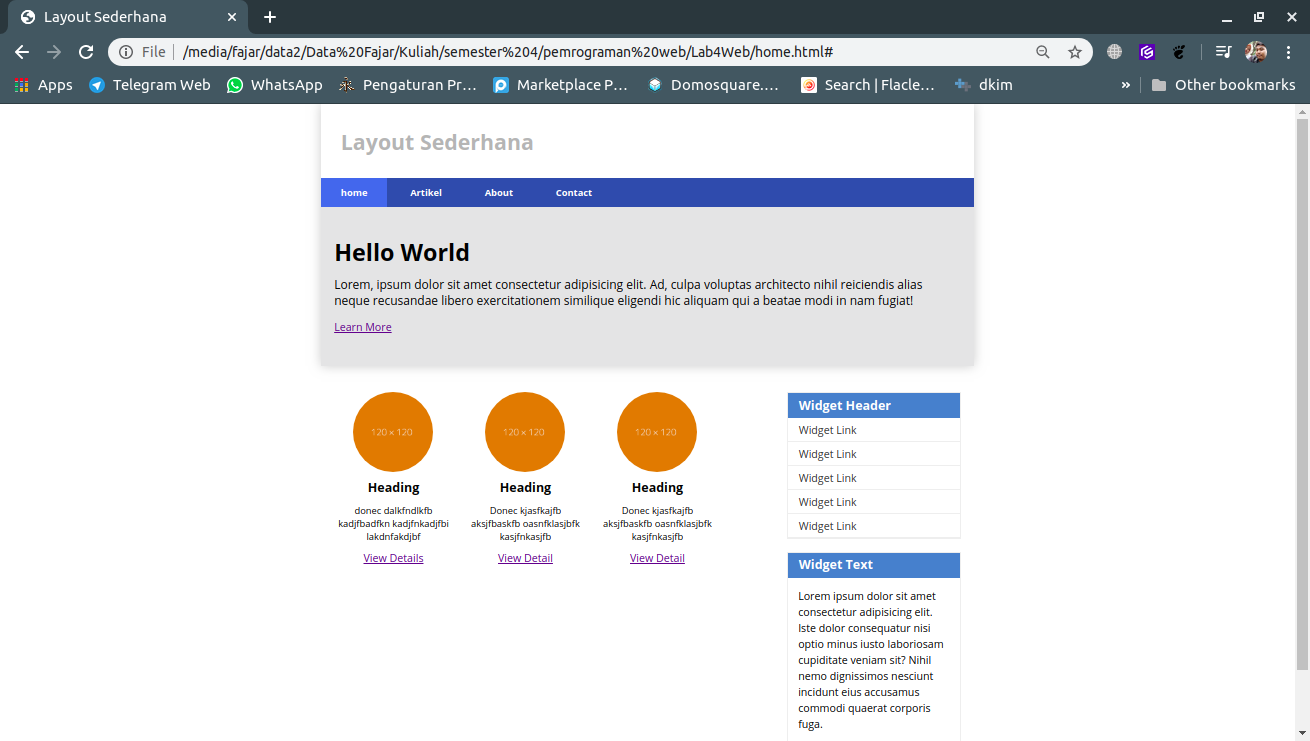 Layout Sederhana
File | /media/fajar/data2/Data%20Fajar/Kuliah/semester%204/pemrograman%20web/Lab4Web/home.html#
Apps Telegram Web WhatsApp Pengaturan Pr… Marketplace P… Domosquare.… Search | Flacle… dkim » Other bookmarks
Layout Sederhana
home Artikel About Contact
Hello World
Lorem, ipsum dolor sit amet consectetur adipisicing elit. Ad, culpa voluptas architecto nihil reiciendis alias
neque recusandae libero exercitationem similique eligendi hic aliquam qui a beatae modi in nam fugiat!
Learn More
120 × 120
Heading
donec dalkfndlkfb
kadjfbadfkn kadjfnkadjfbi
lakdnfakdjbf
View Details
120 × 120
Heading
Donec kjasfkajfb
aksjfbaskfb oasnfklasjbfk
kasjfnkasjfb
View Detail
120 × 120
Heading
Donec kjasfkajfb
aksjfbaskfb oasnfklasjbfk
kasjfnkasjfb
View Detail
Widget Header
Widget Link
Widget Link
Widget Link
Widget Link
Widget Link
Widget Text
Lorem ipsum dolor sit amet
consectetur adipisicing elit.
Iste dolor consequatur nisi
optio minus iusto laboriosam
cupiditate veniam sit? Nihil
nemo dignissimos nesciunt
incidunt eius accusamus
commodi quaerat corporis
fuga.